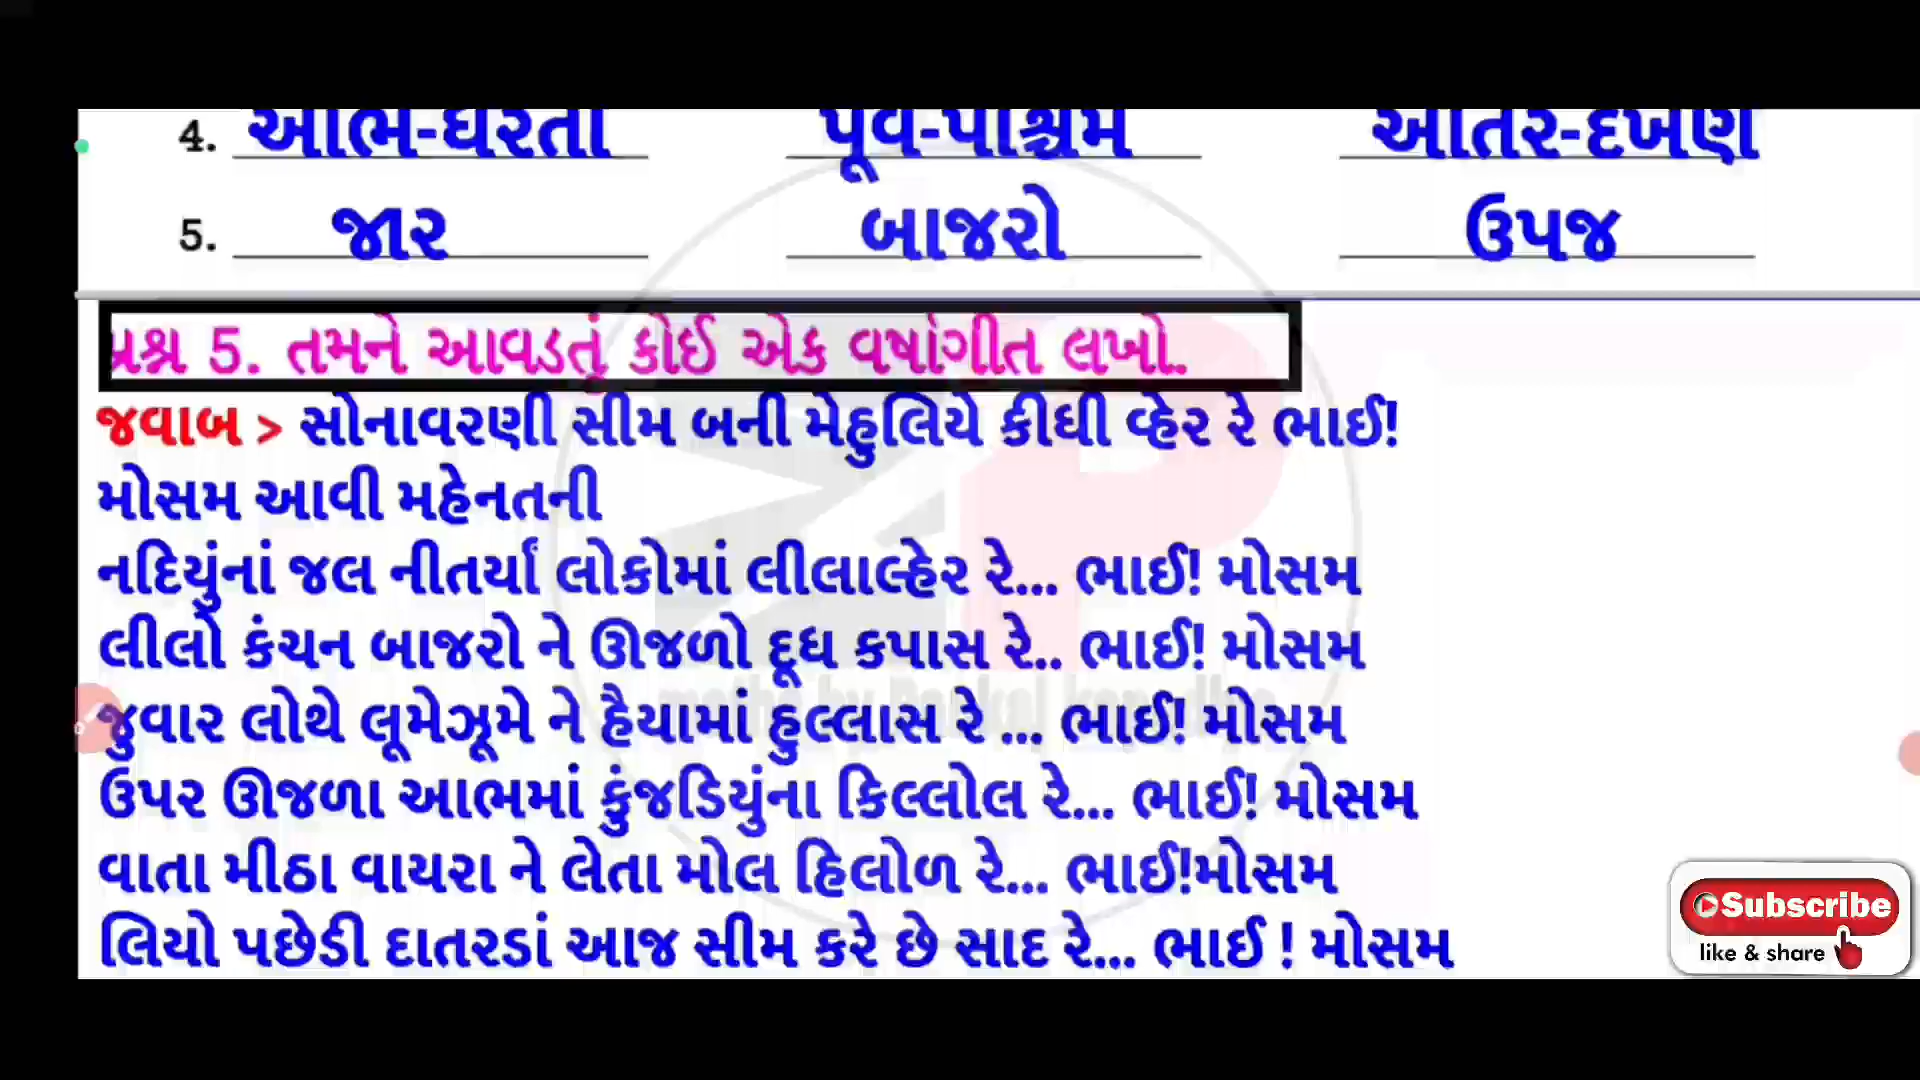 4. આભ-ધરતી પૂર્વ-પશ્ચિમ આંતર-દખણ
5. જાર બાજરો ઉપજ
પ્રશ્ન 5. તમને આવડતું કોઈ એક વર્ષાગીત લખો.
જવાબ > સોનાવરણી સીમ બની મેહુલિયે કીધી વ્હેર રે ભાઈ!
મોસમ આવી મહેનતની
નદિયુંનાં જલ નીતર્યાં લોકોમાં લીલાલ્હેર રે... ભાઈ! મોસમ
લીલો કંચન બાજરો ને ઊજળો દૂધ કપાસ રે.. ભાઈ! મોસમ
જુવાર લોથે લૂમેઝૂમે ને હૈયામાં હુલ્લાસ રે ... ભાઈ! મોસમ
ઉપર ઊજળા આભમાં કુંજડિયુંના કિલ્લોલ રે... ભાઈ! મોસમ
વાતા મીઠા વાયરા ને લેતા મોલ હિલોળ રે... ભાઈ!મોસમ
લિયો પછેડી દાતરડાં આજ સીમ કરે છે સાદ રે... ભાઈ ! મોસમ
Subscribe
like & share